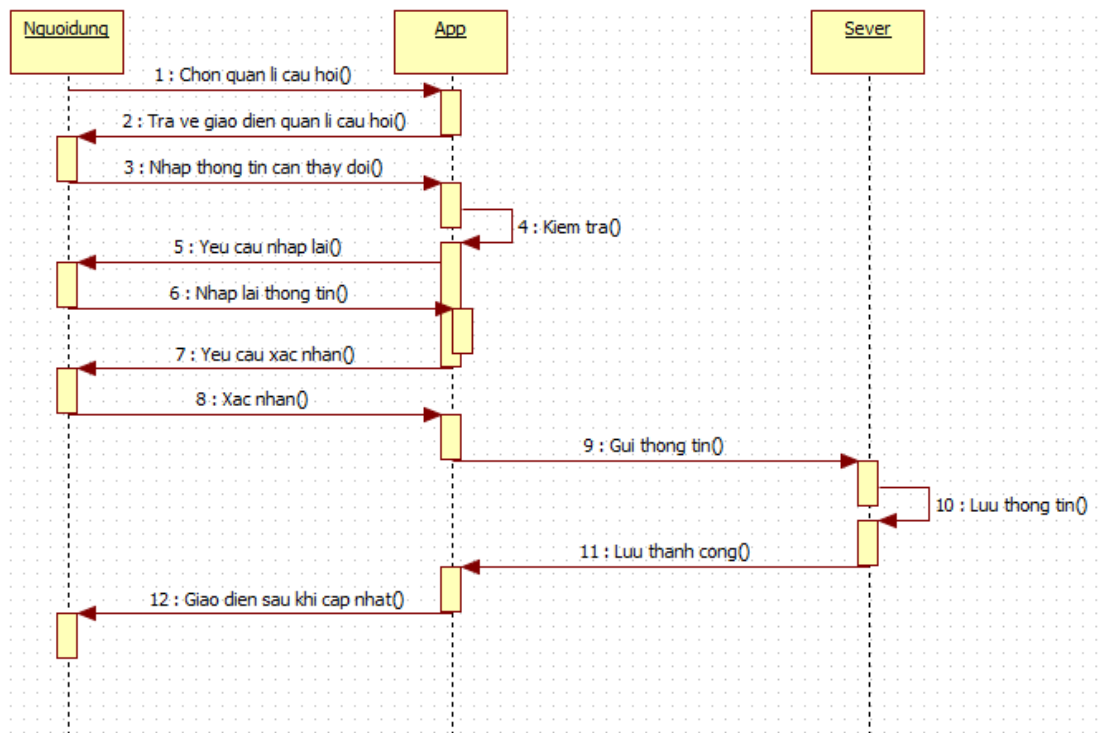 Nguoidung
App
Sever
1 : Chon quan li cau hoi()
2 : Tra ve giao dien quan li cau hoi()
3 : Nhap thong tin can thay doi()
4 : Kiem tra()
5 : Yeu cau nhap lai()
6 : Nhap lai thong tin()
7 : Yeu cau xac nhan()
8 : Xac nhan()
9 : Gui thong tin()
10 : Luu thong tin()
11 : Luu thanh cong()
12 : Giao dien sau khi cap nhat()